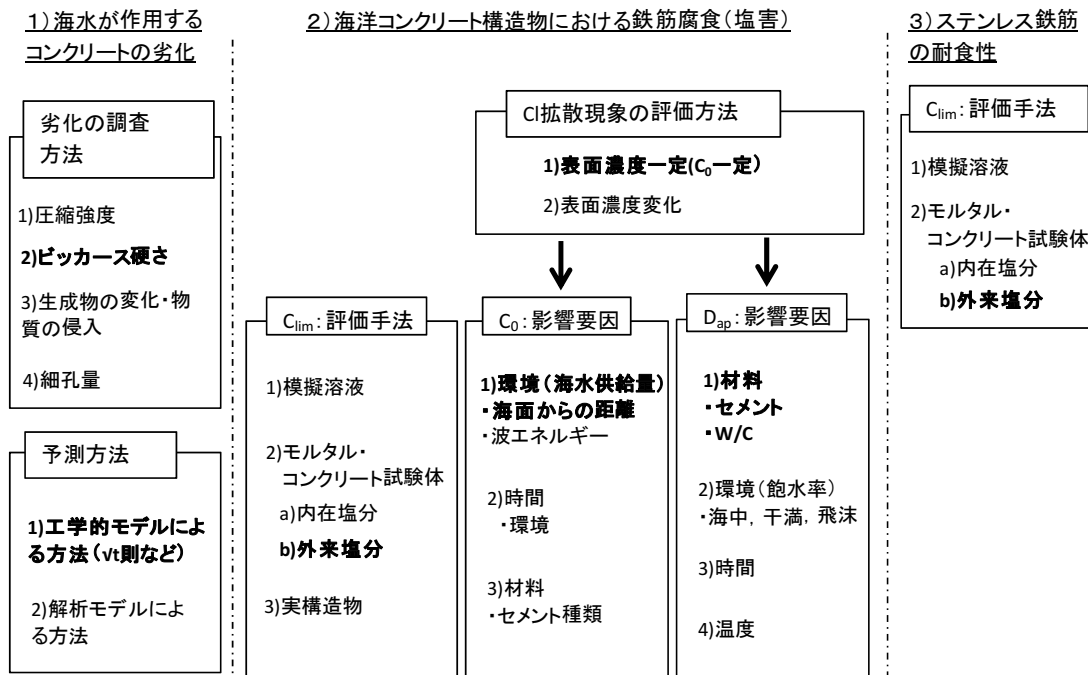 1)海水が作用する
コンクリートの劣化
劣化の調査
方法
1)圧縮強度
2)ビッカース硬さ
3)生成物の変化・物
質の侵入
4)細孔量
予測方法
1)工学的モデルによ
る方法(√t則など)
2)解析モデルによ
る方法
2)海洋コンクリート構造物における鉄筋腐食(塩害)
Cl拡散現象の評価方法
1)表面濃度一定(C₀一定)
2)表面濃度変化
Clim:評価手法
1)模擬溶液
2)モルタル・
コンクリート試験体
a)内在塩分
b)外来塩分
3)実構造物
C₀:影響要因
1)環境(海水供給量)
・海面からの距離
・波エネルギー
2)時間
・環境
3)材料
・セメント種類
Dap:影響要因
1)材料
・セメント
・W/C
2)環境(飽水率)
・海中,干満,飛沫
3)時間
4)温度
3)ステンレス鉄筋
の耐食性
Clim:評価手法
1)模擬溶液
2)モルタル・
コンクリート試験体
a)内在塩分
b)外来塩分